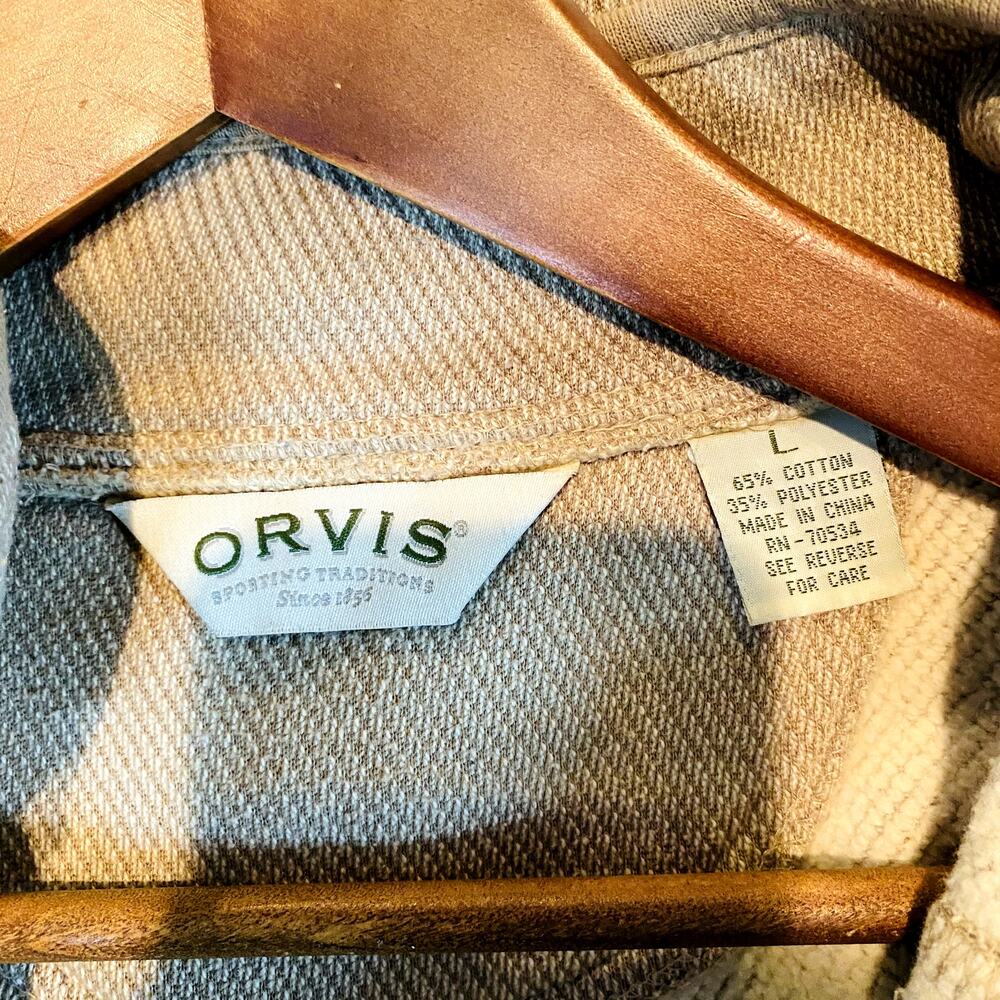 ORVIS®
SPORTING TRADITIONS
Since 1856
L
65% COTTON
35% POLYESTER
MADE IN CHINA
RN-70534
SEE REVERSE
FOR CARE